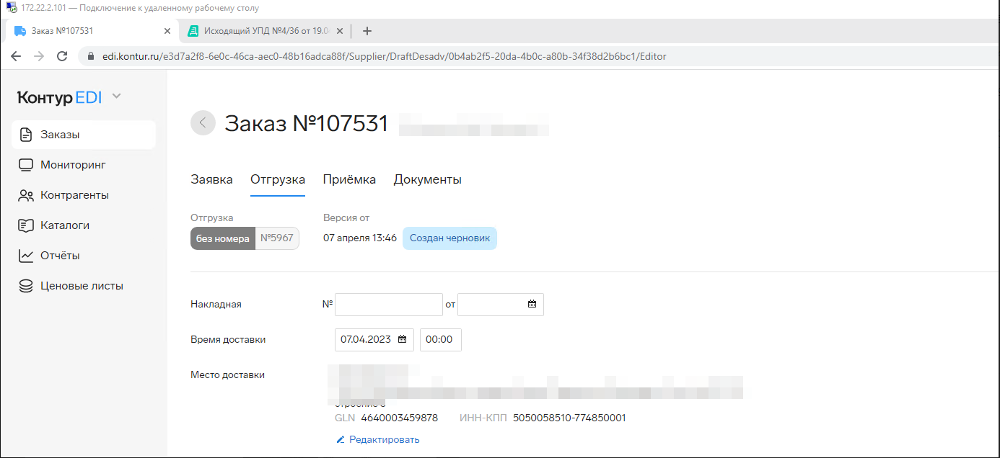 172.22.2.101 — Подключение к удаленному рабочему столу
Заказ №107531
Исходящий УПД №4/36 от 19.04
edi.kontur.ru/e3d7a2f8-6e0c-46ca-aec0-48b16adca88f/Supplier/DraftDesadv/0b4ab2f5-20da-4b0c-a80b-34f38d2b6bc1/Editor
Контур EDI
Заказы
Мониторинг
Контрагенты
Каталоги
Отчёты
Ценовые листы
Заказ №107531
Заявка Отгрузка Приёмка Документы
Отгрузка Версия от
без номера №5967 07 апреля 13:46 Создан черновик
Накладная № от
Время доставки 07.04.2023 00:00
Место доставки
GLN 4640003459878 ИНН-КПП 5050058510-774850001
Редактировать